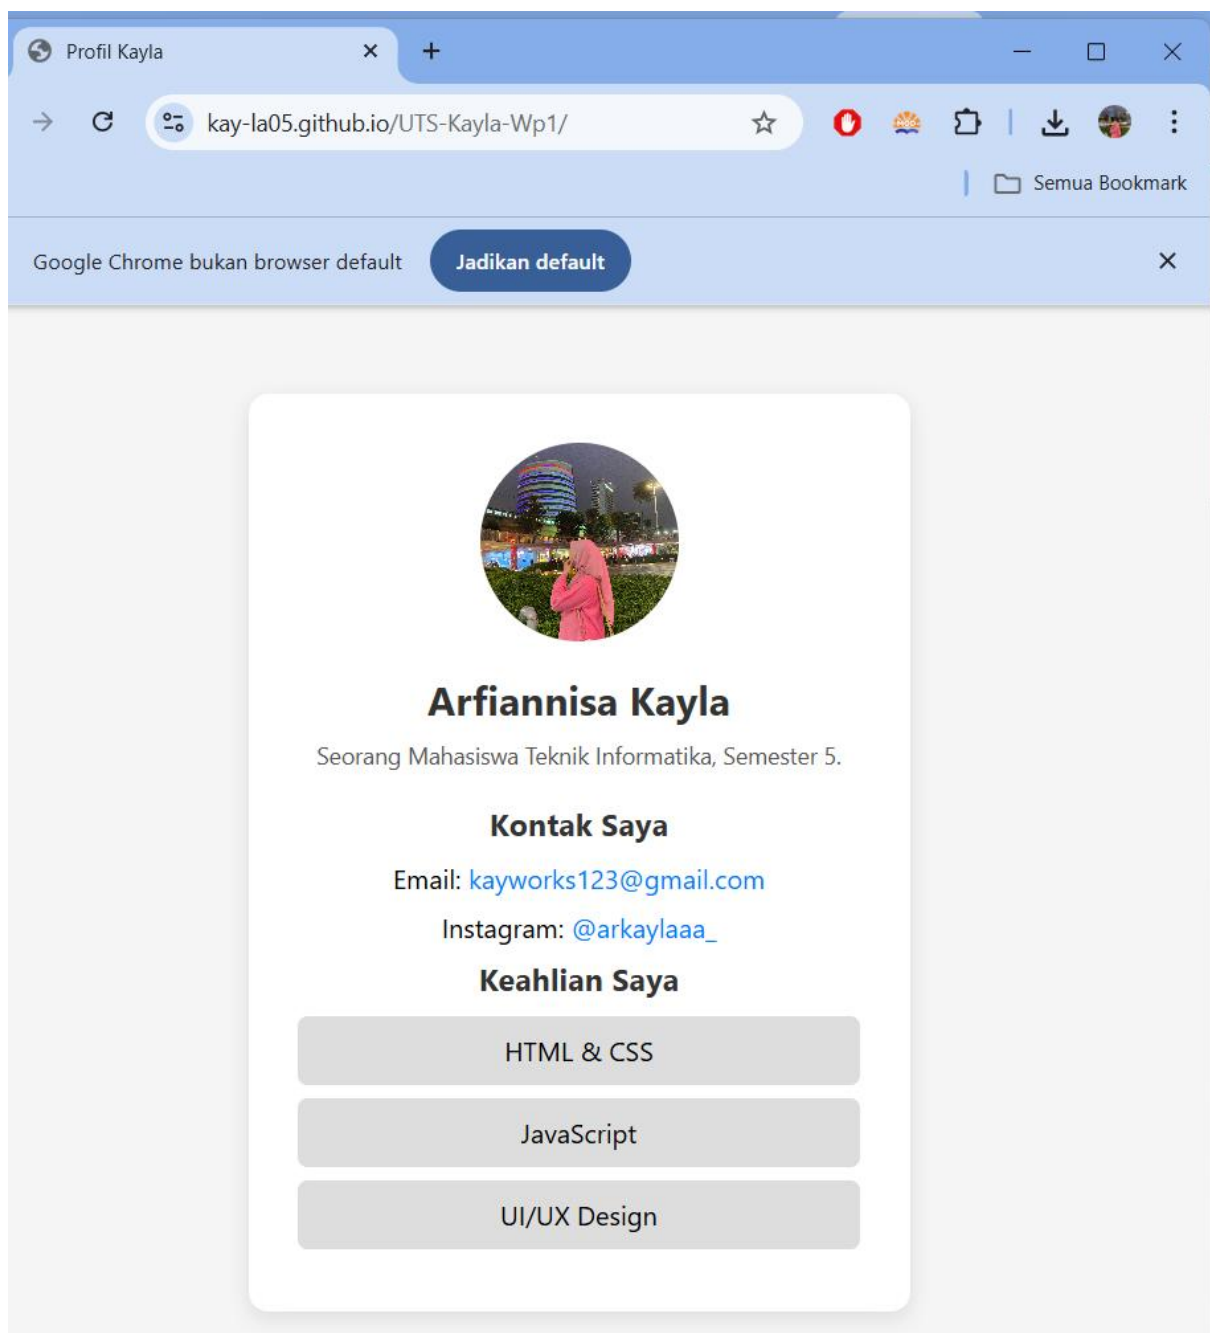 Profil Kayla
kay-la05.github.io/UTS-Kayla-Wp1/
Semua Bookmark
Google Chrome bukan browser default
Jadikan default
Arfiannisa Kayla
Seorang Mahasiswa Teknik Informatika, Semester 5.
Kontak Saya
Email: kayworks123@gmail.com
Instagram: @arkaylaaa_
Keahlian Saya
HTML & CSS
JavaScript
UI/UX Design